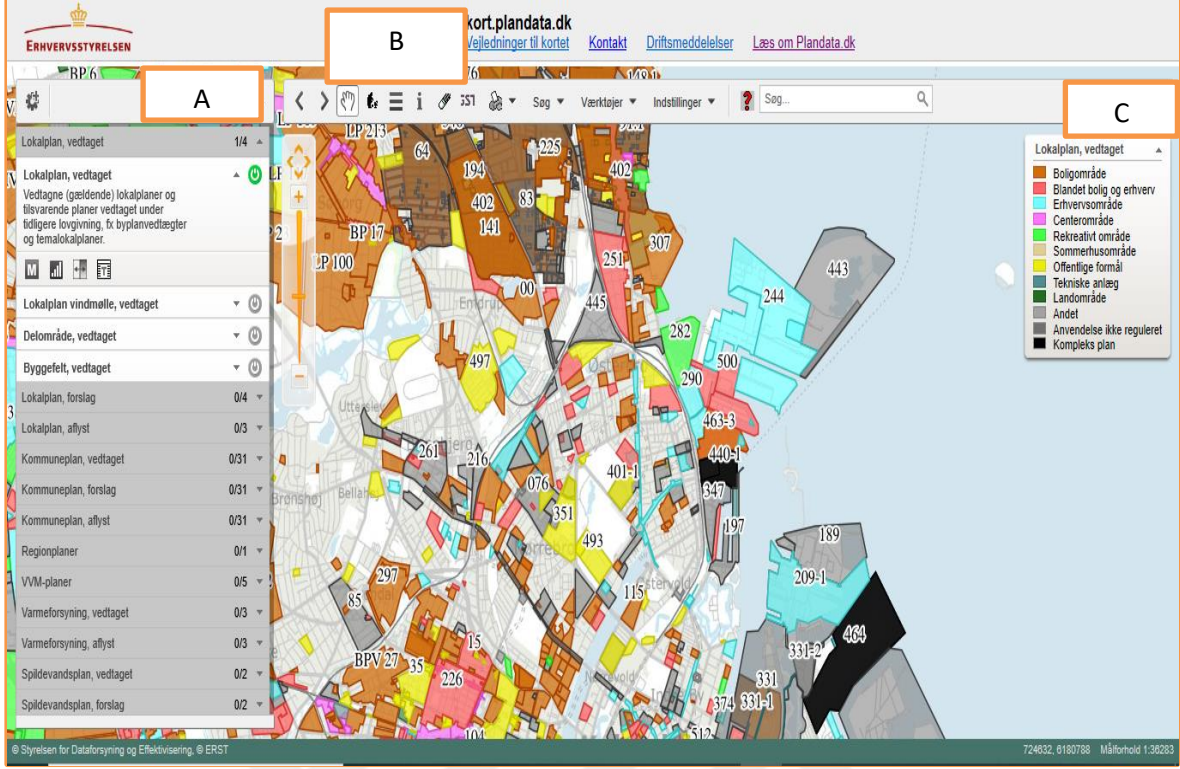 ERHVERVSSTYRELSEN
kort.plandata.dk
Vejledninger til kortet Kontakt Driftsmeddelelser Læs om Plandata.dk
A
B
C
Søg Værktøjer Indstillinger ? Søg...
Lokalplan, vedtaget 1/4
Lokalplan, vedtaget
Vedtagne (gældende) lokalplaner og
tilsvarende planer vedtaget under
tidligere lovgivning, fx byplanvedtægter
og temalokalplaner.
Lokalplan vindmølle, vedtaget
Delområde, vedtaget
Byggefelt, vedtaget
Lokalplan, forslag 0/4
Lokalplan, aflyst 0/3
Kommuneplan, vedtaget 0/31
Kommuneplan, forslag 0/31
Kommuneplan, aflyst 0/31
Regionplaner 0/1
VVM-planer 0/5
Varmeforsyning, vedtaget 0/3
Varmeforsyning, aflyst 0/3
Spildevandsplan, vedtaget 0/2
Spildevandsplan, forslag 0/2
Lokalplan, vedtaget
Boligområde
Blandet bolig og erhverv
Erhvervsområde
Centerområde
Rekreativt område
Sommerhusområde
Offentlige formål
Tekniske anlæg
Landområde
Andet
Anvendelse ikke reguleret
Kompleks plan
BP 6
LP 213
64
225
194
402
402
83
141
BP 17
307
251
LP 100
443
00
244
445
Emdrup
282
497
500
290
463-3
261
216
440-1
401-1
076
347
Brønshøj
Bellahøj
351
197
493
189
297
209-1
115
85
464
15
331-2
BPV 27
35
226
331
374
331-1
104
512
© Styrelsen for Dataforsyning og Effektivisering, © ERST
724632, 6180788 Målforhold 1:36283